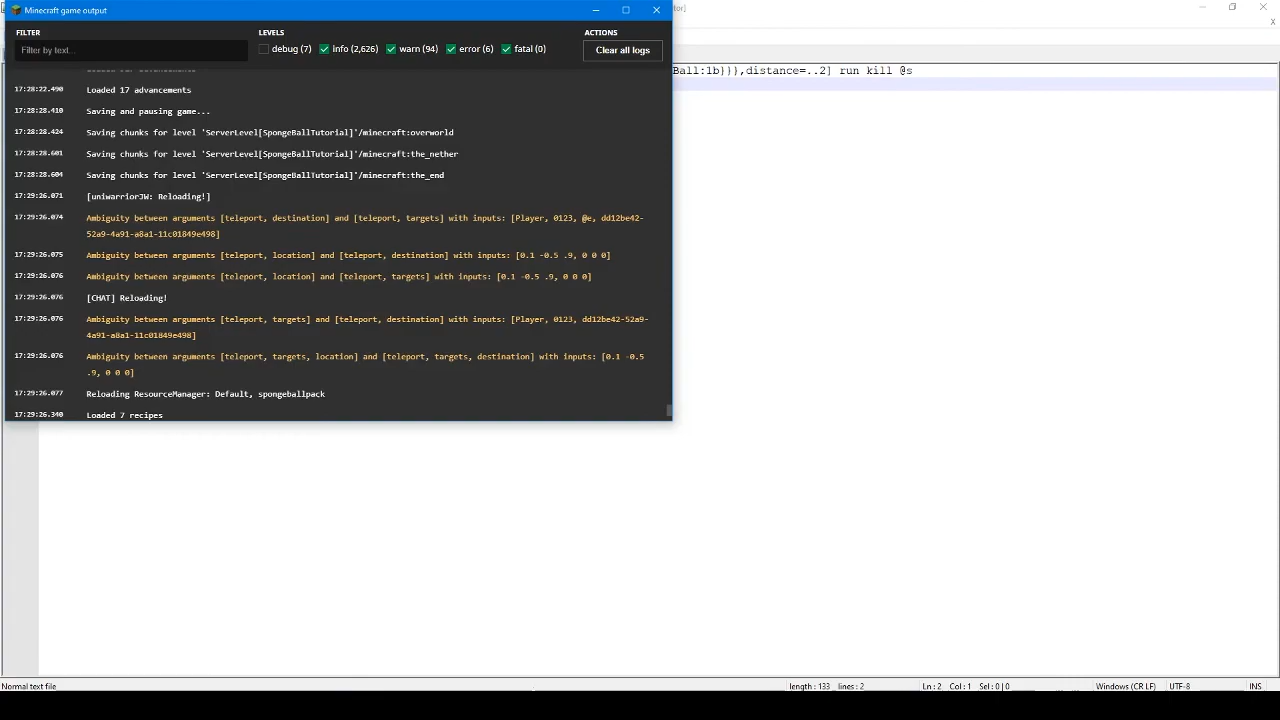 Minecraft game output
tor]
FILTER
LEVELS
ACTIONS
Filter by text...
debug (7)
info (2,626)
warn (94)
error (6)
fatal (0)
Clear all logs
Ball:1b}}},distance=..2] run kill @s
17:28:22.490 Loaded 17 advancements
17:28:28.410 Saving and pausing game...
17:28:28.424 Saving chunks for level 'ServerLevel[SpongeBallTutorial]'/minecraft:overworld
17:28:28.601 Saving chunks for level 'ServerLevel[SpongeBallTutorial]'/minecraft:the_nether
17:28:28.604 Saving chunks for level 'ServerLevel[SpongeBallTutorial]'/minecraft:the_end
17:29:26.071 [uniwarriorJW: Reloading!]
17:29:26.074 Ambiguity between arguments [teleport, destination] and [teleport, targets] with inputs: [Player, 0123, @e, dd12be42-
52a9-4a91-a8a1-11c01849e498]
17:29:26.075 Ambiguity between arguments [teleport, location] and [teleport, destination] with inputs: [0.1 -0.5 .9, 0 0 0]
17:29:26.076 Ambiguity between arguments [teleport, location] and [teleport, targets] with inputs: [0.1 -0.5 .9, 0 0 0]
17:29:26.076 [CHAT] Reloading!
17:29:26.076 Ambiguity between arguments [teleport, targets] and [teleport, destination] with inputs: [Player, 0123, dd12be42-52a9-
4a91-a8a1-11c01849e498]
17:29:26.076 Ambiguity between arguments [teleport, targets, location] and [teleport, targets, destination] with inputs: [0.1 -0.5
.9, 0 0 0]
17:29:26.077 Reloading ResourceManager: Default, spongeballpack
17:29:26.340 Loaded 7 recipes
Normal text file
length : 133 lines : 2
Ln : 2 Col : 1 Sel : 0 | 0
Windows (CR LF)
UTF-8
INS